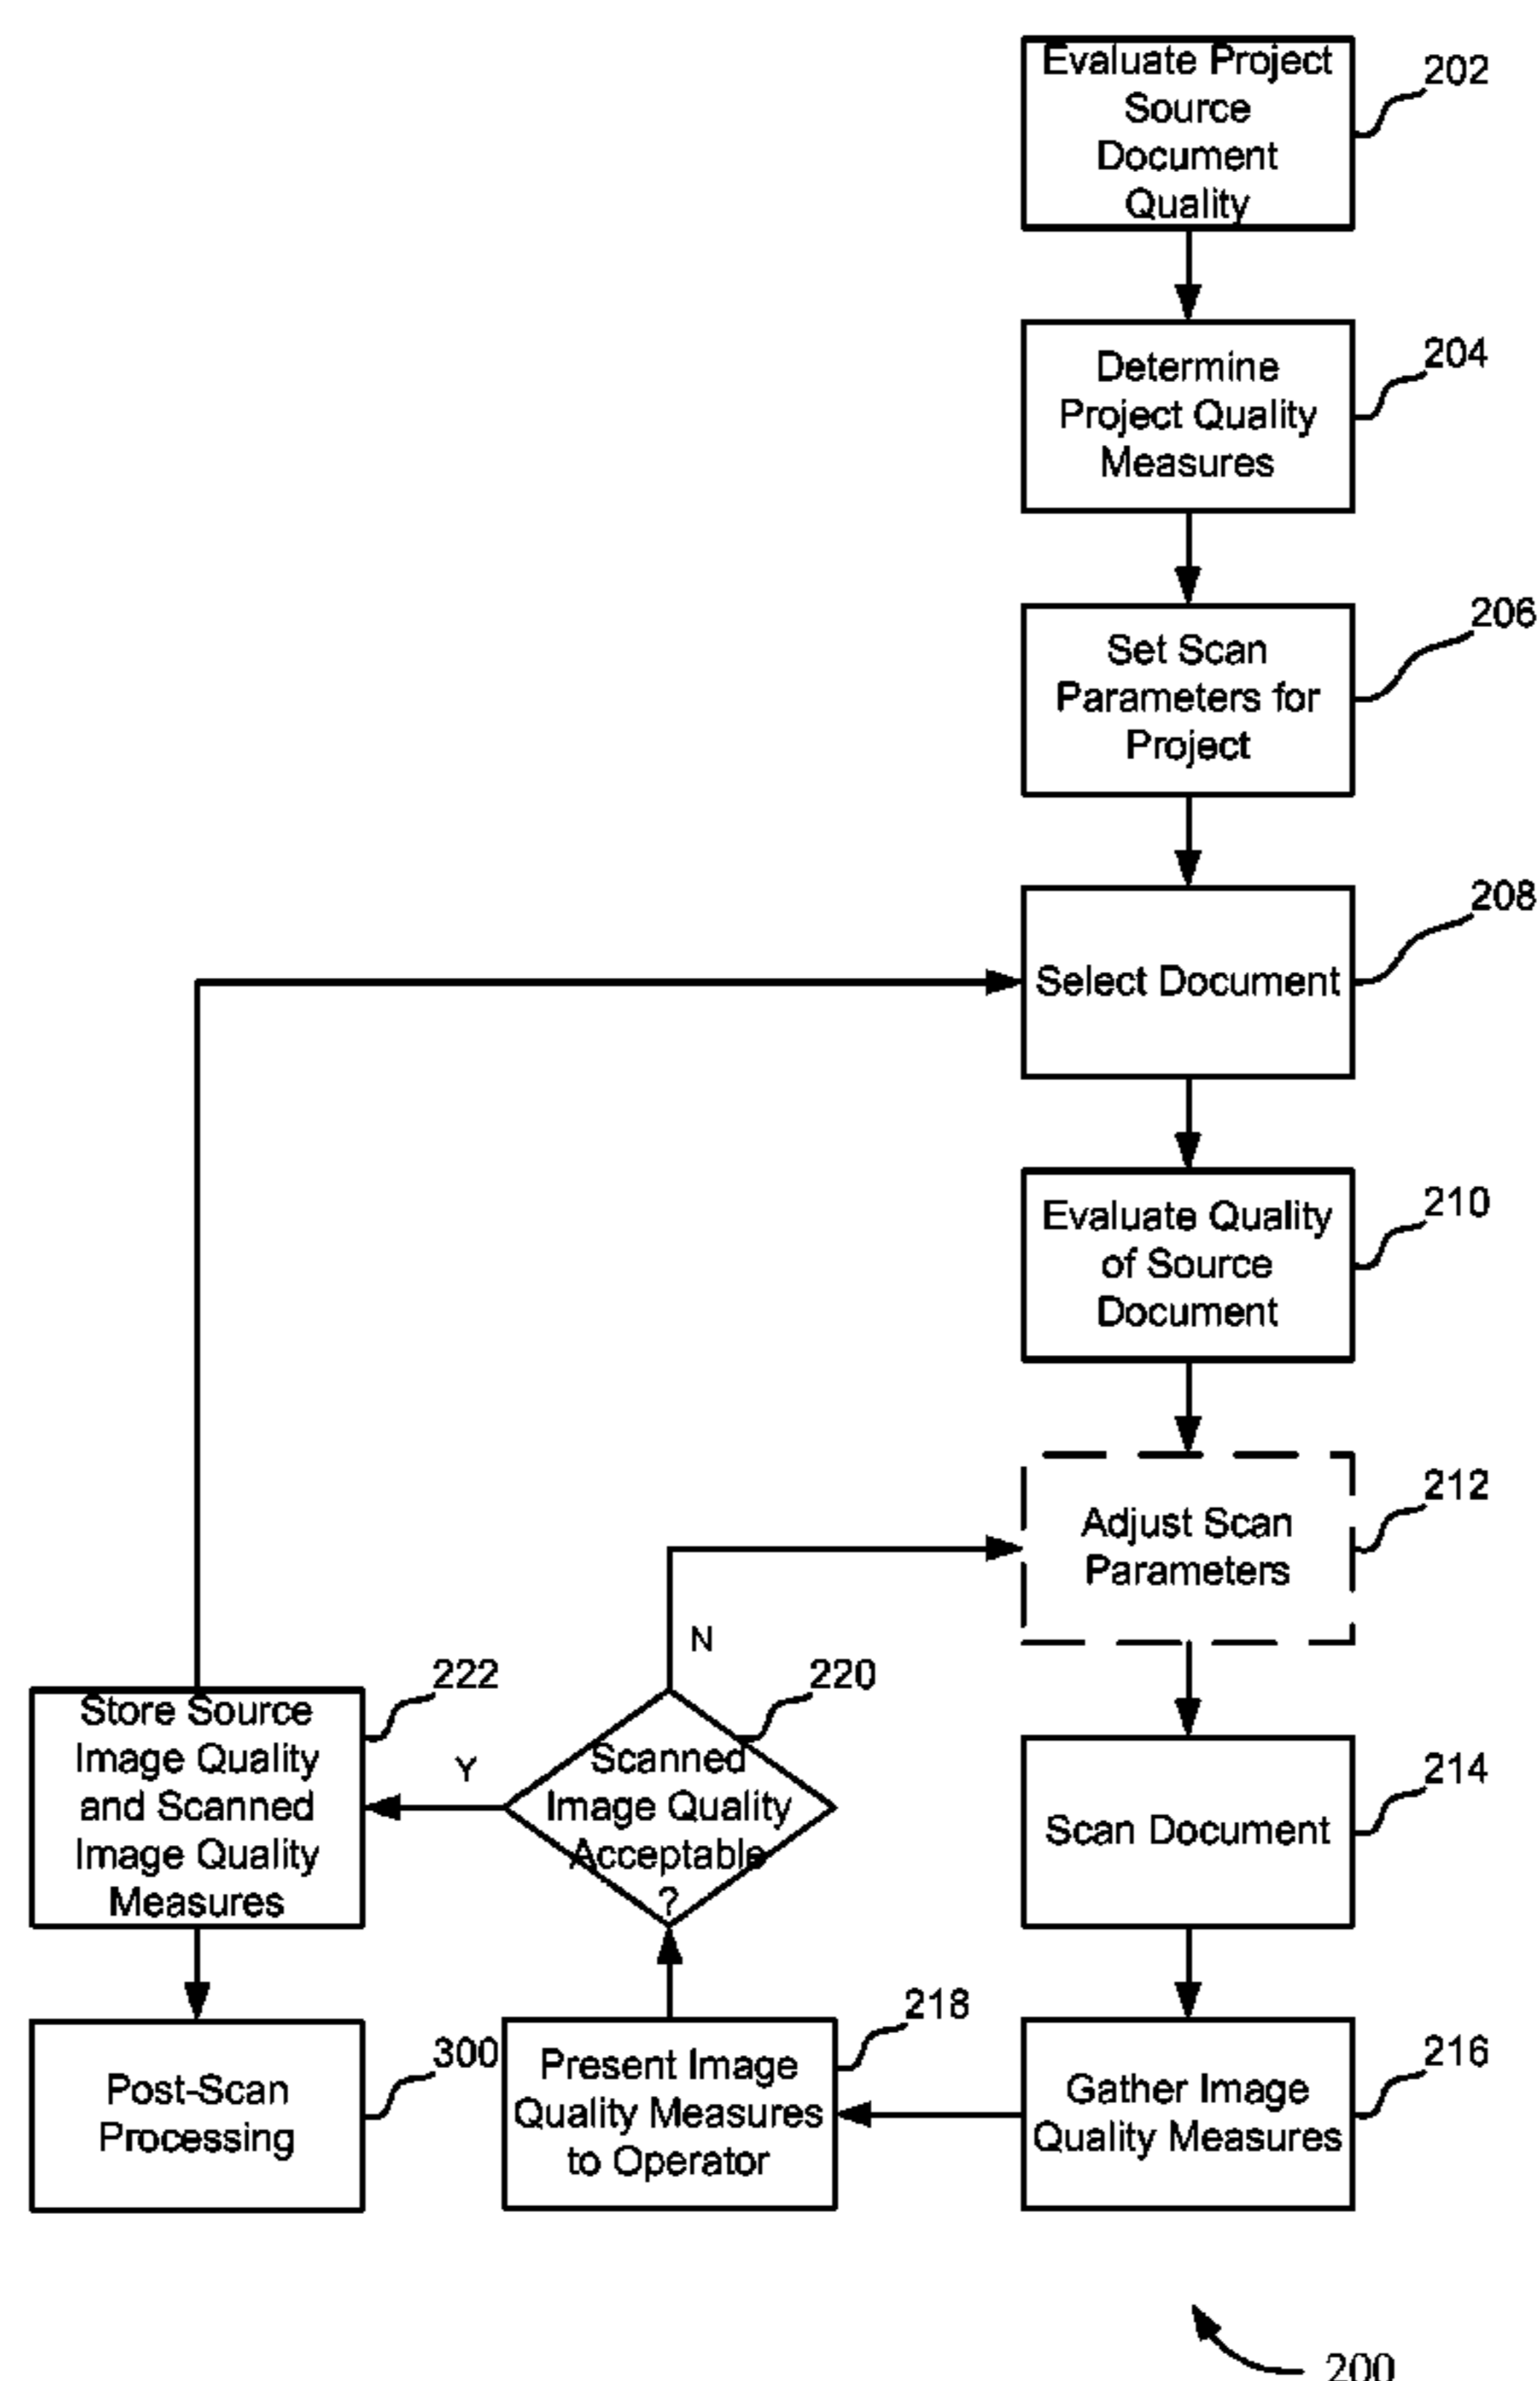 Evaluate Project
Source
Document
Quality
202
Determine
Project Quality
Measures
204
Set Scan
Parameters for
Project
206
Select Document
208
Evaluate Quality
of Source
Document
210
Adjust Scan
Parameters
212
N
Scan Document
214
Gather Image
Quality Measures
216
Present Image
Quality Measures
to Operator
218
Scanned
Image Quality
Acceptable
?
220
Y
Store Source
Image Quality
and Scanned
Image Quality
Measures
222
Post-Scan
Processing
300
200